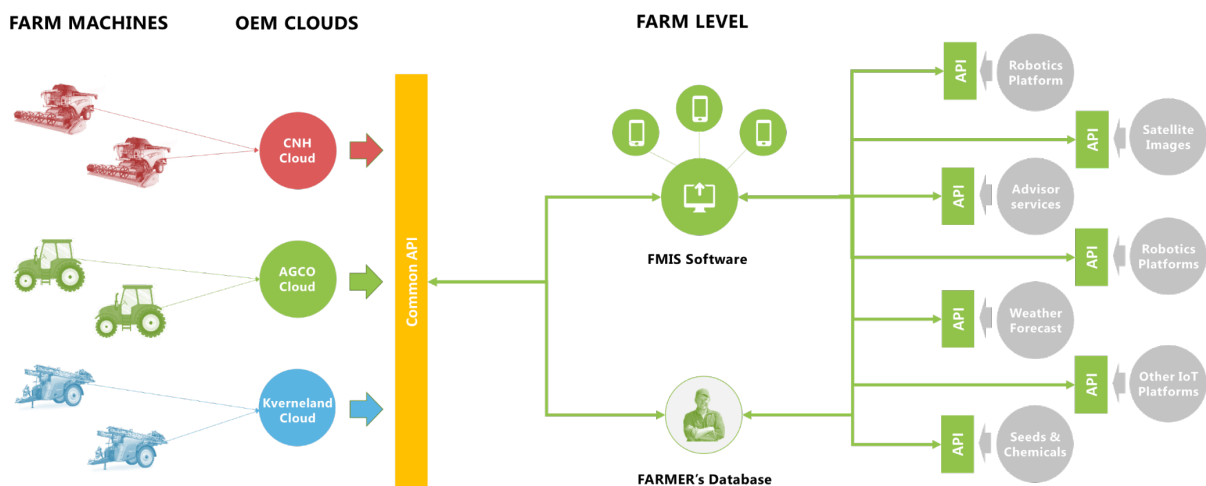 FARM MACHINES
OEM CLOUDS
FARM LEVEL
CNH
Cloud
AGCO
Cloud
Kverneland
Cloud
Common API
FMIS Software
FARMER's Database
API
Robotics
Platform
API
Satellite
Images
API
Advisor
services
API
Robotics
Platforms
API
Weather
Forecast
API
Other IoT
Platforms
API
Seeds &
Chemicals